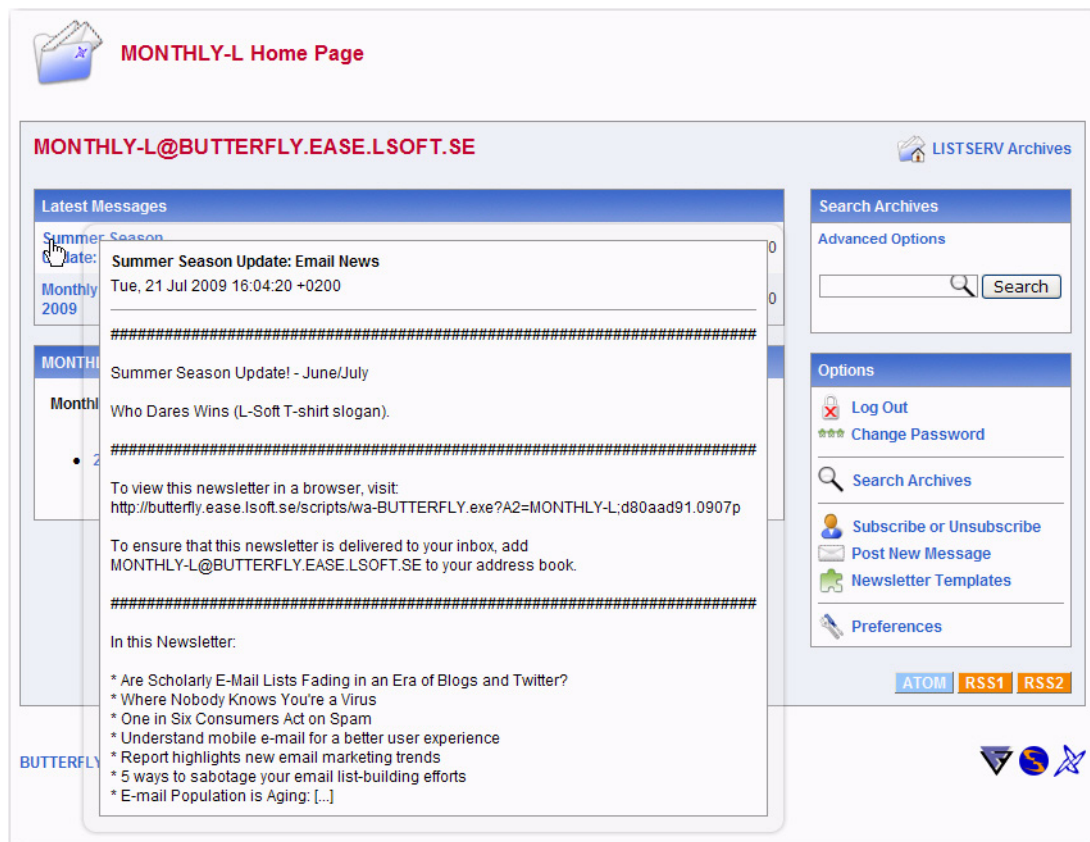 MONTHLY-L Home Page
MONTHLY-L@BUTTERFLY.EASE.LSOFT.SE
LISTSERV Archives
Latest Messages
Summer Season
Update:
0
Monthly
2009
0
MONTH
Monthl
2
Summer Season Update: Email News
Tue, 21 Jul 2009 16:04:20 +0200
########################################################################
Summer Season Update! - June/July
Who Dares Wins (L-Soft T-shirt slogan).
########################################################################
To view this newsletter in a browser, visit:
http://butterfly.ease.lsoft.se/scripts/wa-BUTTERFLY.exe?A2=MONTHLY-L;d80aad91.0907p
To ensure that this newsletter is delivered to your inbox, add
MONTHLY-L@BUTTERFLY.EASE.LSOFT.SE to your address book.
########################################################################
In this Newsletter:
* Are Scholarly E-Mail Lists Fading in an Era of Blogs and Twitter?
* Where Nobody Knows You're a Virus
* One in Six Consumers Act on Spam
* Understand mobile e-mail for a better user experience
* Report highlights new email marketing trends
* 5 ways to sabotage your email list-building efforts
* E-mail Population is Aging: [...]
Search Archives
Advanced Options
Search
Options
Log Out
Change Password
Search Archives
Subscribe or Unsubscribe
Post New Message
Newsletter Templates
Preferences
ATOM RSS1 RSS2
BUTTERFLY